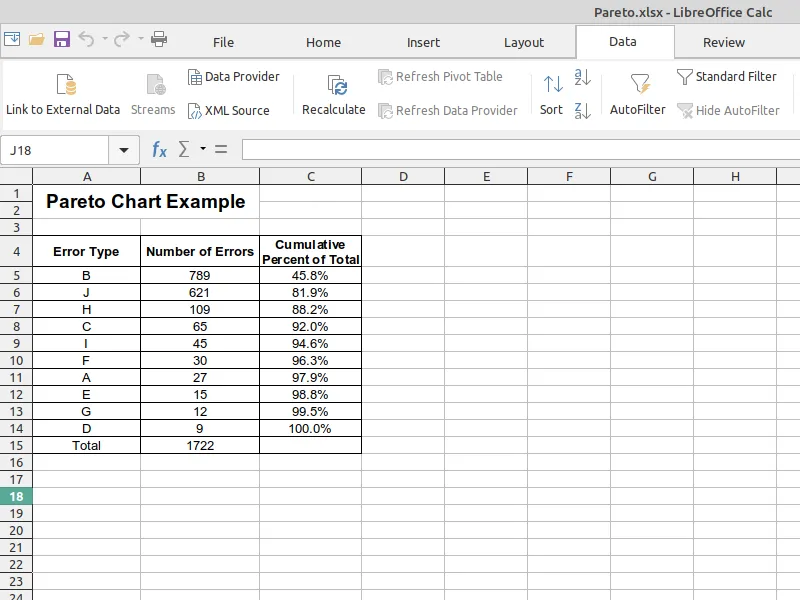 Pareto.xlsx - LibreOffice Calc
File Home Insert Layout Data Review
Link to External Data Streams Data Provider XML Source Recalculate Refresh Pivot Table Refresh Data Provider Sort AutoFilter Standard Filter Hide AutoFilter
J18 fx Σ =
A B C D E F G H
1 Pareto Chart Example
2
3
4 Error Type Number of Errors Cumulative Percent of Total
5 B 789 45.8%
6 J 621 81.9%
7 H 109 88.2%
8 C 65 92.0%
9 I 45 94.6%
10 F 30 96.3%
11 A 27 97.9%
12 E 15 98.8%
13 G 12 99.5%
14 D 9 100.0%
15 Total 1722
16
17
18
19
20
21
22
23
24